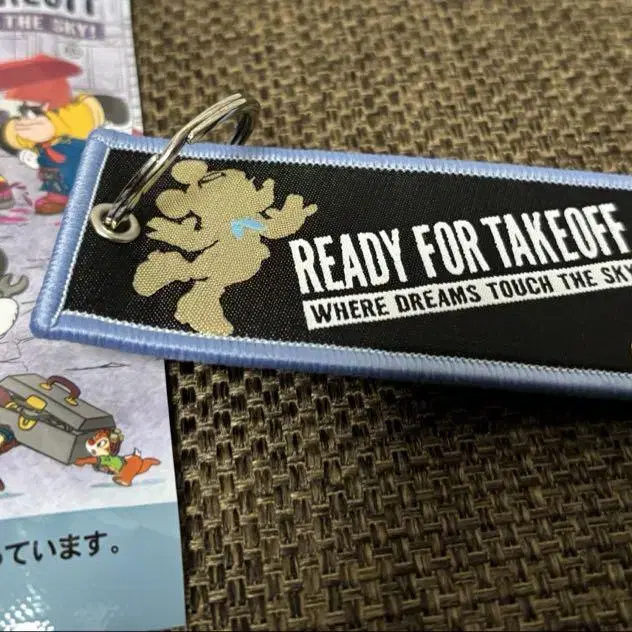 THE SKY!
READY FOR TAKEOFF
WHERE DREAMS TOUCH THE SKY
っています。